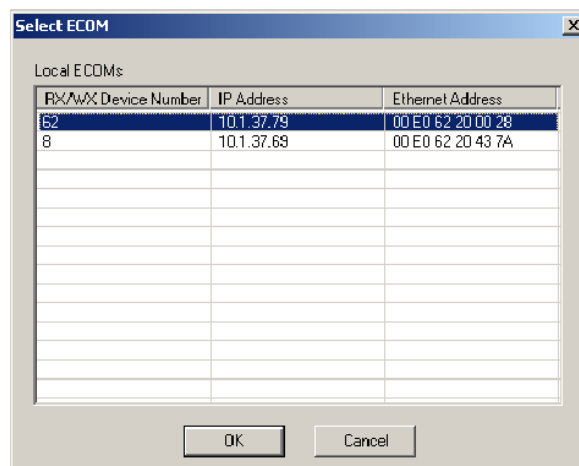 Select ECOM
Local ECOMs:
RX/WX Device Number IP Address Ethernet Address
62 10.1.37.79 00 E0 62 20 00 28
8 10.1.37.69 00 E0 62 20 43 7A
OK Cancel